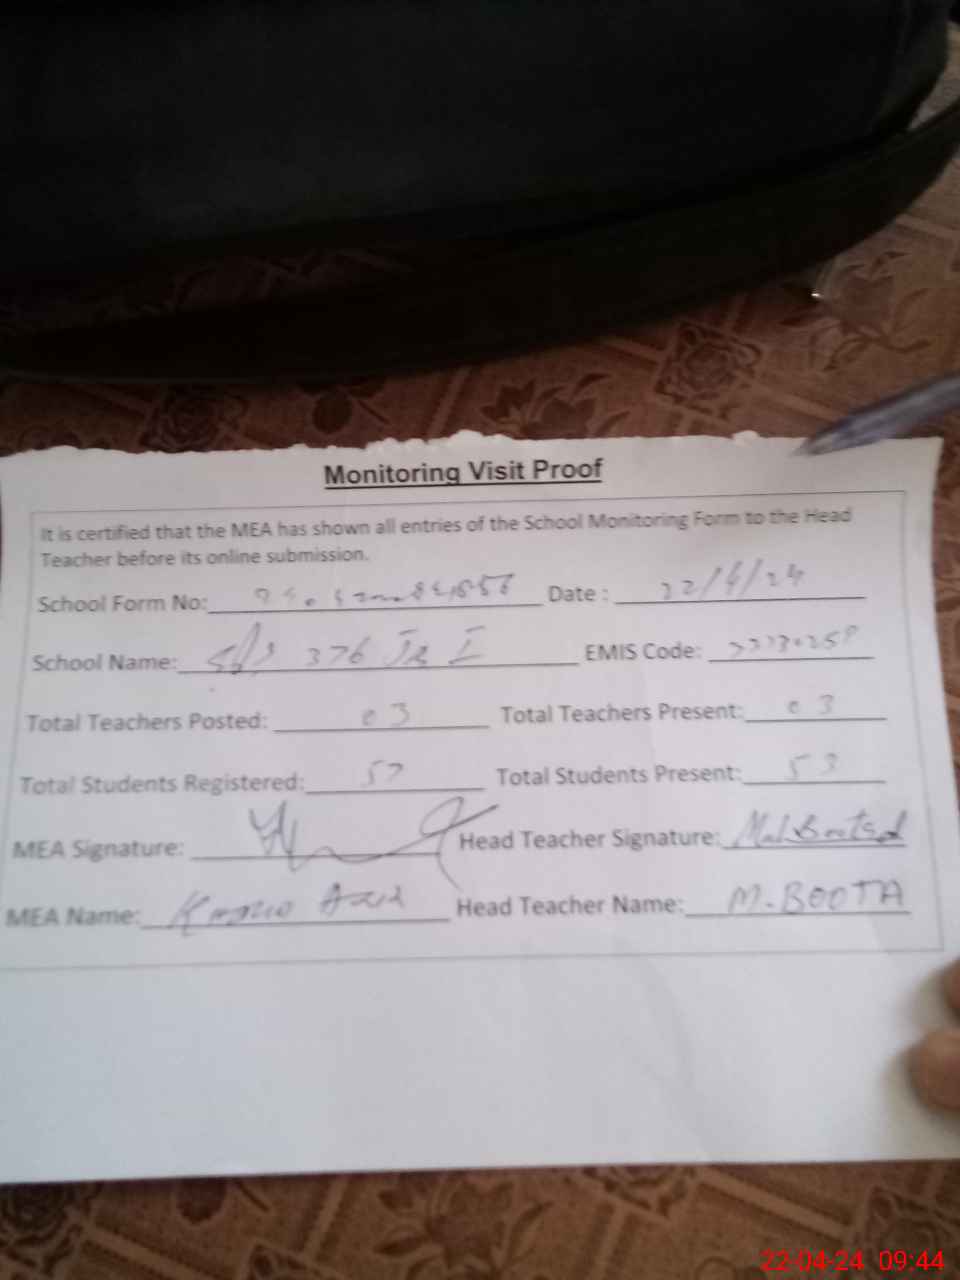 Monitoring Visit Proof
It is certified that the MEA has shown all entries of the School Monitoring Form to the Head
Teacher before its online submission.
School Form No: Date : 22/4/24
School Name: 376 EMIS Code:
Total Teachers Posted: 03 Total Teachers Present: 03
Total Students Registered: 57 Total Students Present: 53
MEA Signature: Head Teacher Signature:
MEA Name: Head Teacher Name: M.BOOTA
22-04-24 09:44